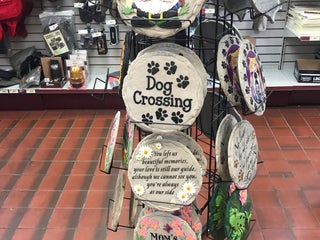 Dog
Crossing
You left us
beautiful memories,
your love is still our guide,
although we cannot see you,
you're always
at our side
MOM'S